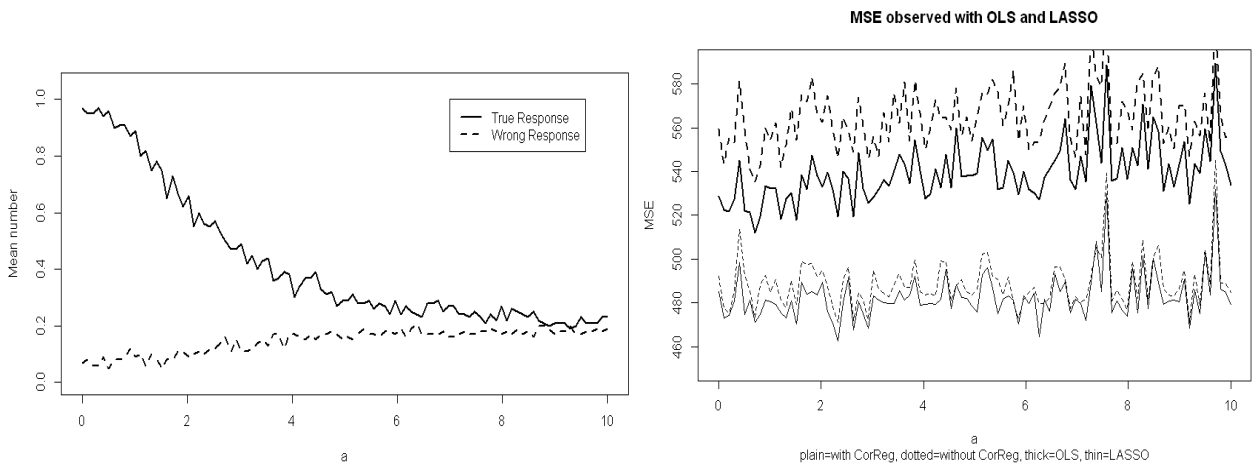 Mean number
0.0
0.2
0.4
0.6
0.8
1.0
True Response
Wrong Response
0 2 4 6 8 10
a
MSE observed with OLS and LASSO
MSE
460
480
500
520
540
560
580
0 2 4 6 8 10
a
plain=with CorReg, dotted=without CorReg, thick=OLS, thin=LASSO